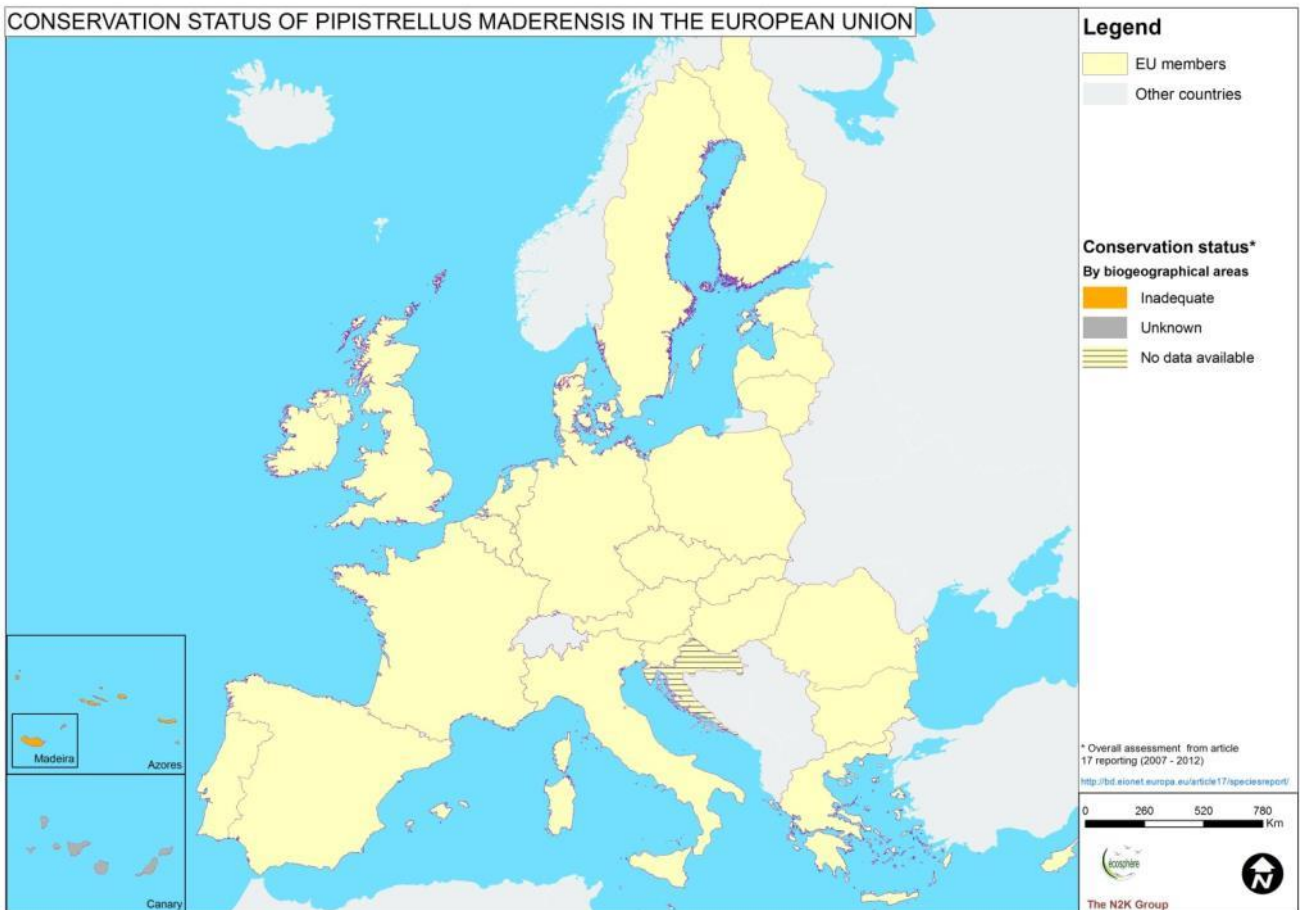 CONSERVATION STATUS OF PIPISTRELLUS MADERENSIS IN THE EUROPEAN UNION
Legend
EU members
Other countries
Conservation status*
By biogeographical areas
Inadequate
Unknown
No data available
Madeira
Azores
Canary
* Overall assessment from article
17 reporting (2007 - 2012)
http://bd.eionet.europa.eu/article17/speciesreport/
0 260 520 780
Km
écosphère
N
The N2K Group